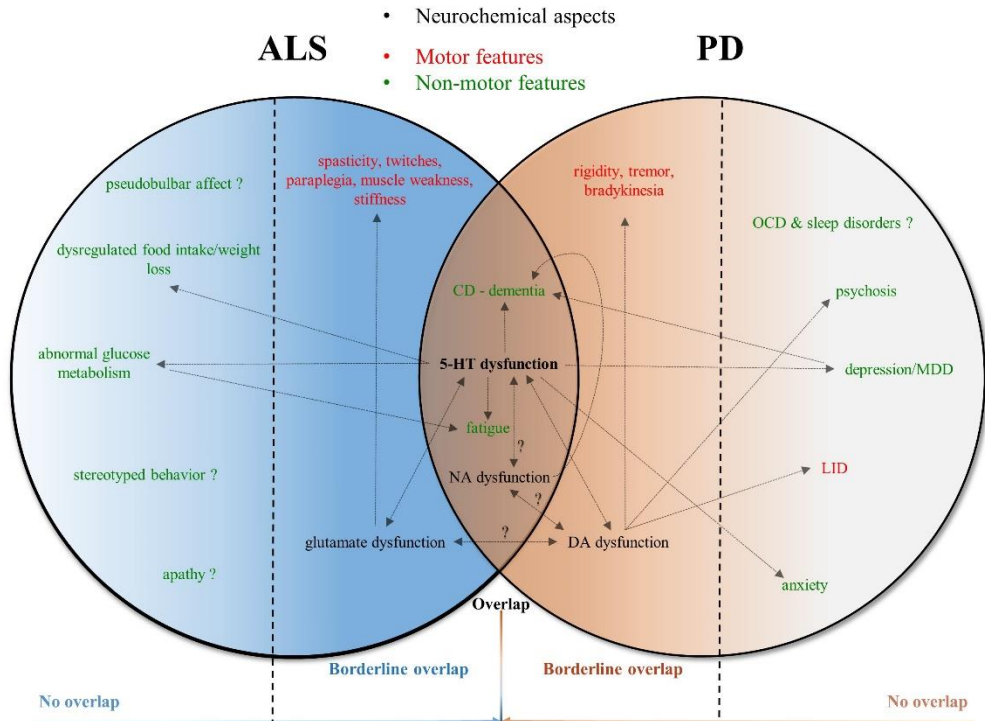 • Neurochemical aspects
ALS
PD
• Motor features
• Non-motor features
pseudobulbar affect ?
spasticity, twitches,
paraplegia, muscle weakness,
stiffness
rigidity, tremor,
bradykinesia
OCD & sleep disorders ?
dysregulated food intake/weight
loss
CD - dementia
psychosis
abnormal glucose
metabolism
5-HT dysfunction
depression/MDD
fatigue
?
stereotyped behavior ?
NA dysfunction
LID
?
?
glutamate dysfunction
DA dysfunction
apathy ?
anxiety
Overlap
Borderline overlap
Borderline overlap
No overlap
No overlap